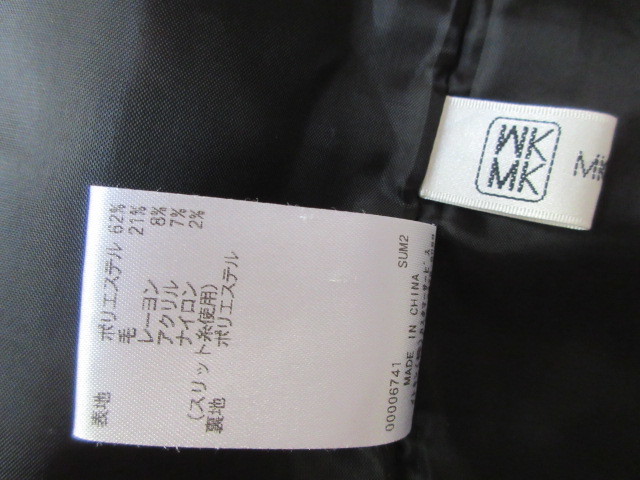 表地 ポリエステル 62%
毛 21%
レーヨン 8%
アクリル 7%
ナイロン 2%
(スリット糸使用)
裏地 ポリエステル
00006741 SUM2
MADE IN CHINA
MK
MK